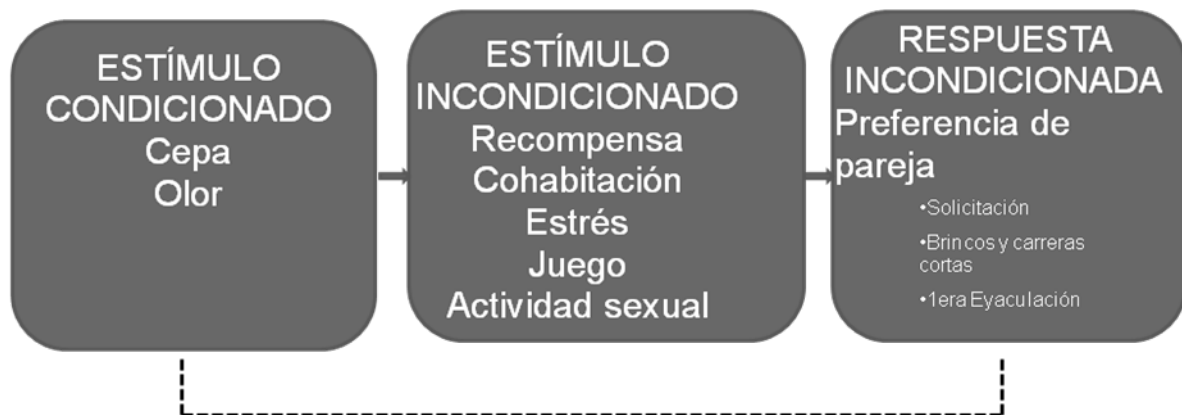 ESTÍMULO
CONDICIONADO
Cepa
Olor
ESTÍMULO
INCONDICIONADO
Recompensa
Cohabitación
Estrés
Juego
Actividad sexual
RESPUESTA
INCONDICIONADA
Preferencia de
pareja
•Solicitación
•Brincos y carreras
cortas
•1era Eyaculación